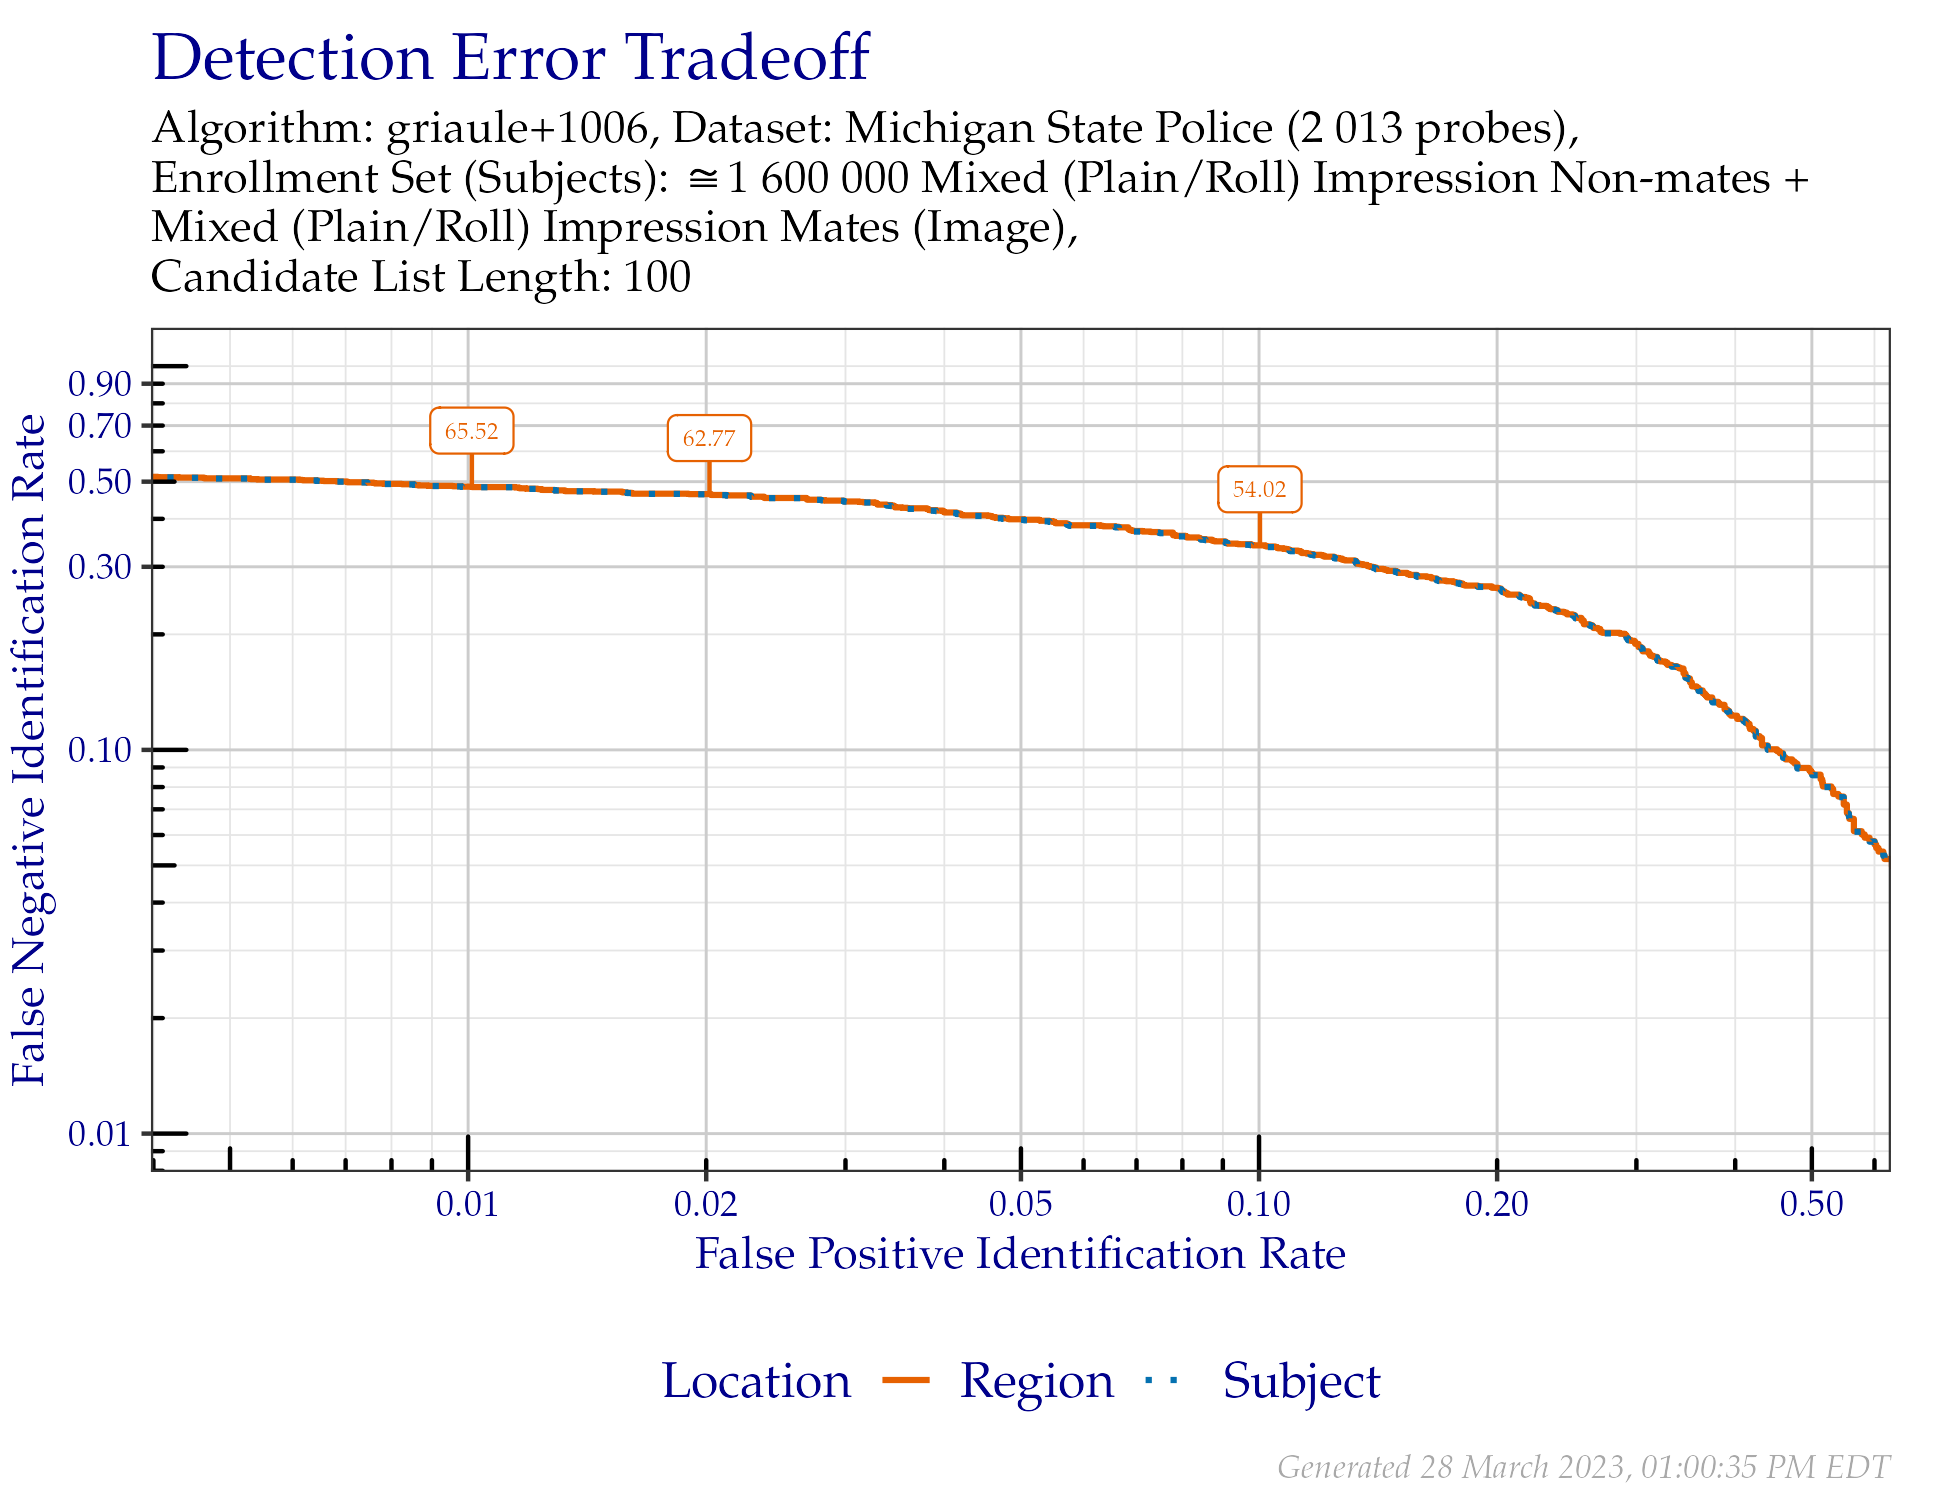 Detection Error Tradeoff
Algorithm: griaule+1006, Dataset: Michigan State Police (2 013 probes),
Enrollment Set (Subjects): ≅1 600 000 Mixed (Plain/Roll) Impression Non-mates +
Mixed (Plain/Roll) Impression Mates (Image),
Candidate List Length: 100
False Negative Identification Rate
0.90
0.70
0.50
0.30
0.10
0.01
65.52
62.77
54.02
0.01 0.02 0.05 0.10 0.20 0.50
False Positive Identification Rate
Location Region Subject
Generated 28 March 2023, 01:00:35 PM EDT